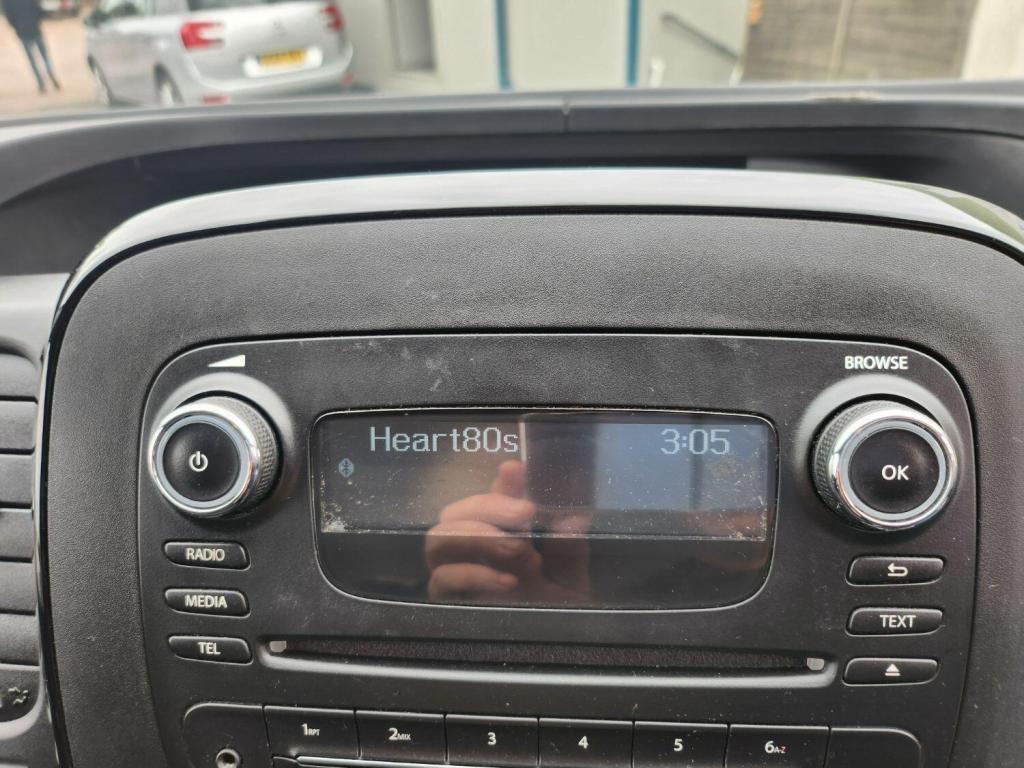 BROWSE
Heart80s 3:05
OK
RADIO
MEDIA
TEL
TEXT
1RPT 2MIX 3 4 5 6A-Z